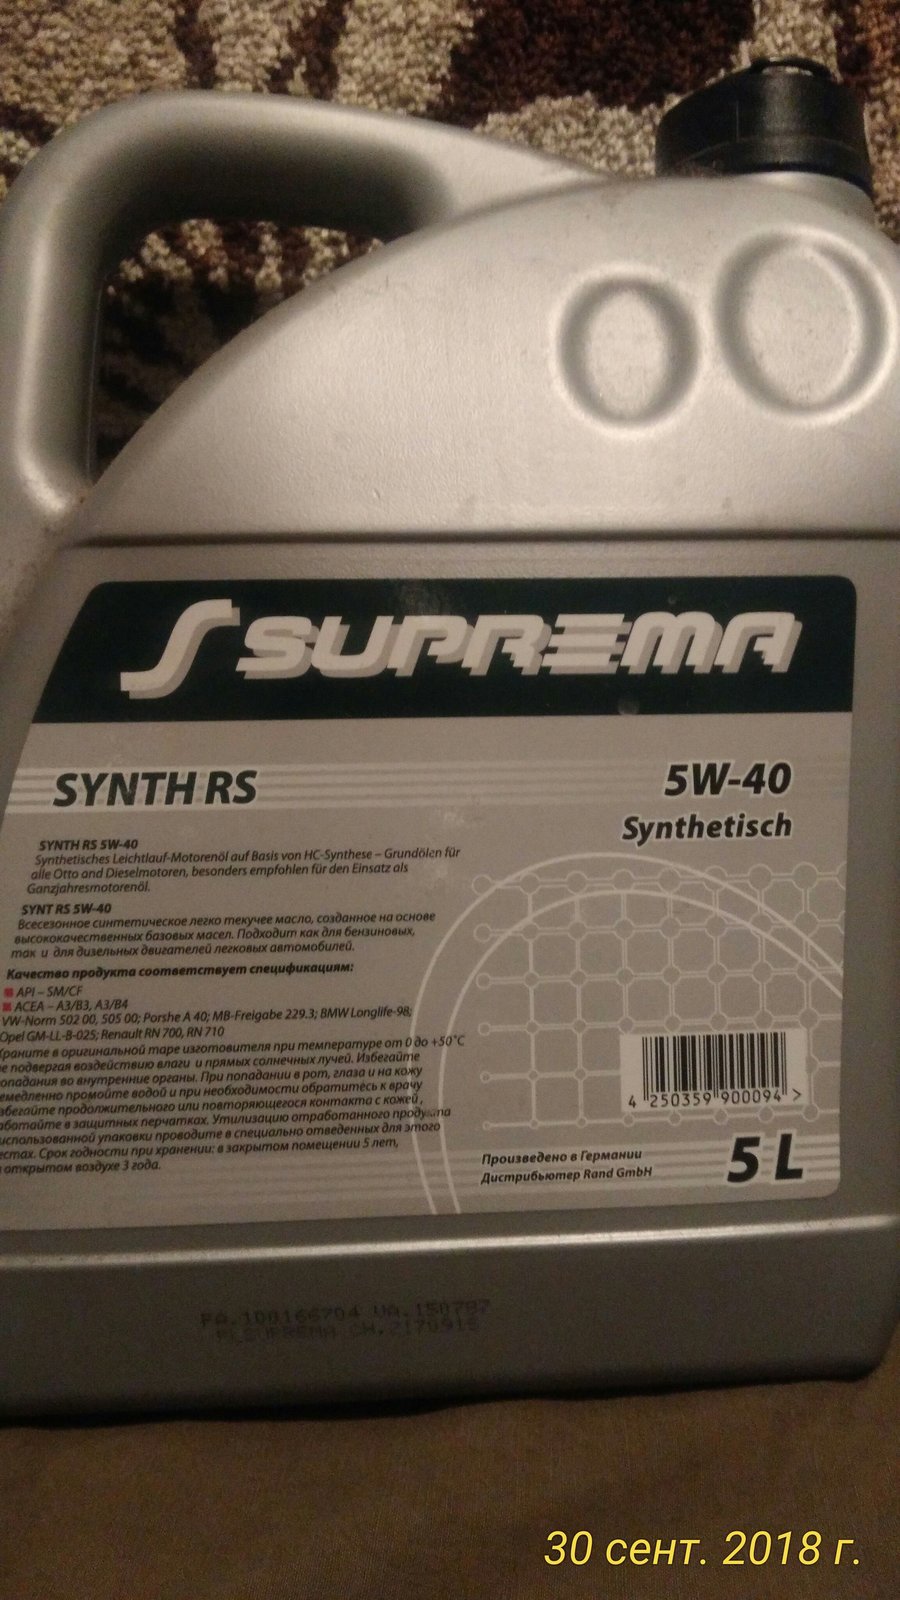 SUPREMA
SYNTH RS
5W-40
Synthetisch
SYNTH RS 5W-40
Synthetisches Leichtlauf-Motorenöl auf Basis von HC-Synthese – Grundölen für
alle Otto and Dieselmotoren, besonders empfohlen für den Einsatz als
Ganzjahresmotorenöl.
SYNT RS 5W-40
Всесезонное синтетическое легко текучее масло, созданное на основе
высококачественных базовых масел. Подходит как для бензиновых,
так и для дизельных двигателей легковых автомобилей.
Качество продукта соответствует спецификациям:
API – SM/CF
ACEA – A3/B3, A3/B4
VW-Norm 502 00, 505 00; Porshe A 40; MB-Freigabe 229.3; BMW Longlife-98;
Opel GM-LL-B-025; Renault RN 700, RN 710
Храните в оригинальной таре изготовителя при температуре от 0 до +50°C
не подвергая воздействию влаги и прямых солнечных лучей. Избегайте
попадания во внутренние органы. При попадании в рот, глаза и на кожу
немедленно промойте водой и при необходимости обратитесь к врачу
збегайте продолжительного или повторяющегося контакта с кожей,
аботайте в защитных перчатках. Утилизацию отработанного продукта
использованной упаковки проводите в специально отведенных для этого
естах. Срок годности при хранении: в закрытом помещении 5 лет,
открытом воздухе 3 года.
4 250359 900094 >
Произведено в Германии
Дистрибьютер Rand GmbH
5 L
30 сент. 2018 г.